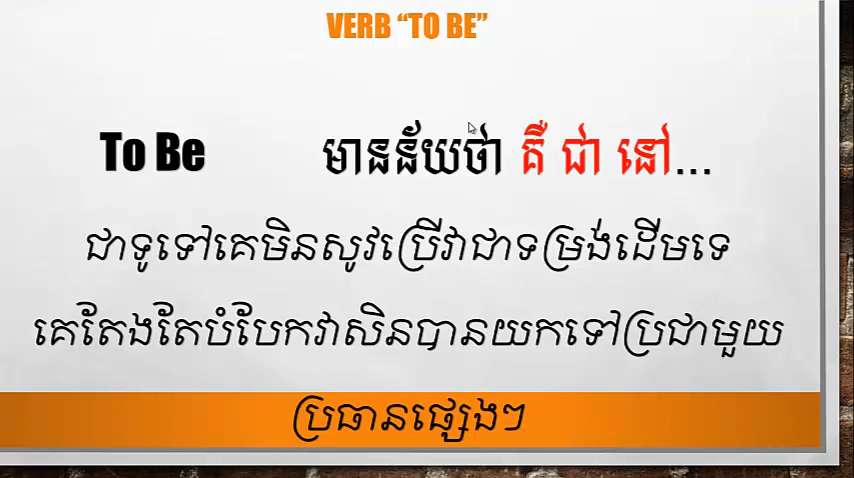 VERB “TO BE”
To Be មានន័យថា គឺ ជា នៅ...
ជាទូទៅគេមិនសូវប្រើវាជាទម្រង់ដើមទេ
គេតែងតែបំបែកវាសិនបានយកទៅប្រជាមួយ
ប្រធានផ្សេងៗ